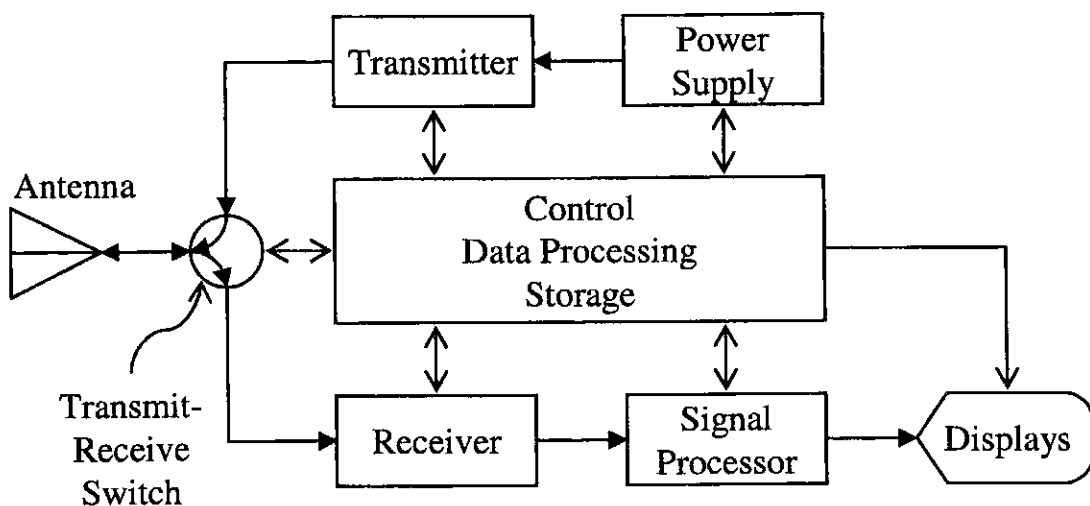 Transmitter
Power
Supply
Antenna
Control
Data Processing
Storage
Transmit-
Receive
Switch
Receiver
Signal
Processor
Displays